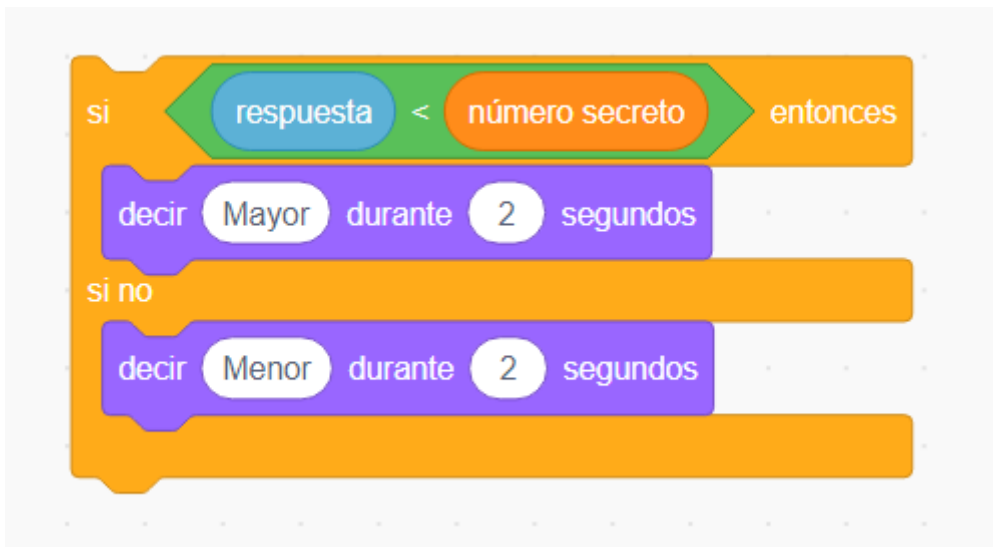 si respuesta < número secreto entonces
decir Mayor durante 2 segundos
si no
decir Menor durante 2 segundos